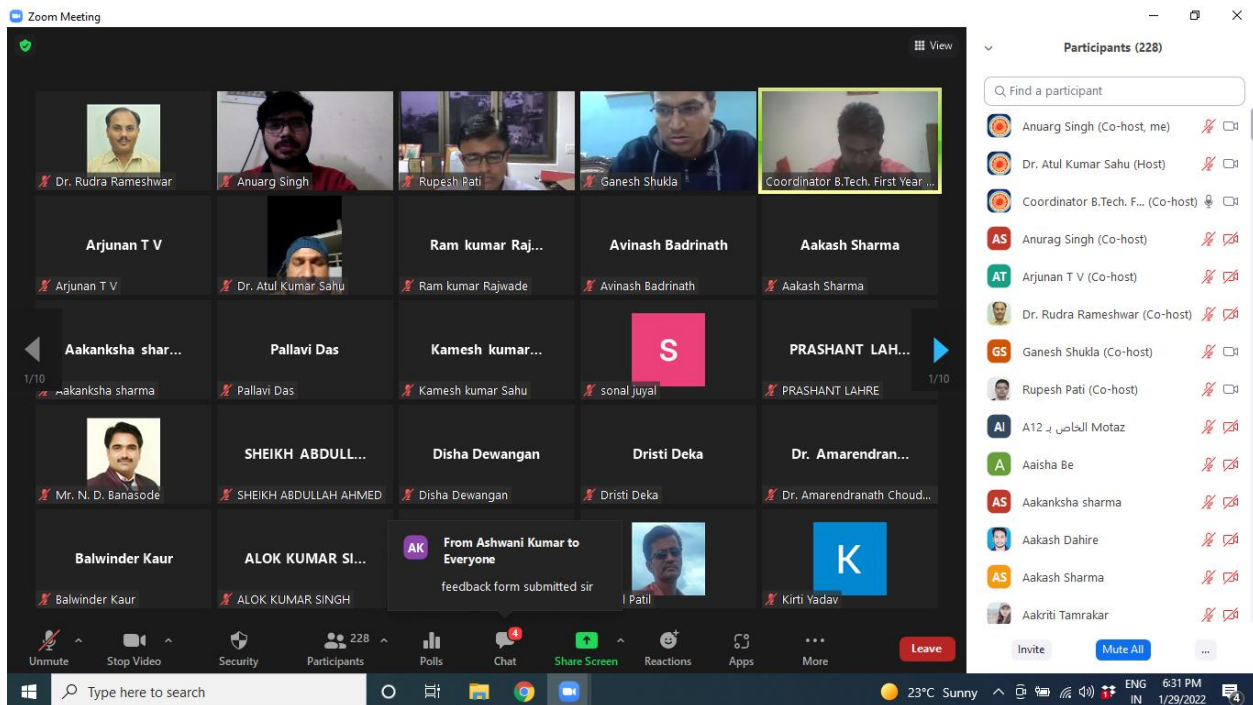 Zoom Meeting
View
Dr. Rudra Rameshwar
Anuarg Singh
Rupesh Pati
Ganesh Shukla
Coordinator B.Tech. First Year ...
Arjunan T V
Ram kumar Raj...
Avinash Badrinath
Aakash Sharma
Arjunan T V
Dr. Atul Kumar Sahu
Ram kumar Rajwade
Avinash Badrinath
Aakash Sharma
Aakanksha shar...
Pallavi Das
Kamesh kumar...
S
PRASHANT LAH...
1/10
1/10
Aakanksha sharma
Pallavi Das
Kamesh kumar Sahu
sonal juyal
PRASHANT LAHRE
SHEIKH ABDULL...
Disha Dewangan
Dristi Deka
Dr. Amarendran...
Mr. N. D. Banasode
SHEIKH ABDULLAH AHMED
Disha Dewangan
Dristi Deka
Dr. Amarendranath Choud...
Balwinder Kaur
ALOK KUMAR SI...
K
Balwinder Kaur
ALOK KUMAR SINGH
Patil
Kirti Yadav
AK
From Ashwani Kumar to
Everyone
feedback form submitted sir
Unmute
Stop Video
Security
228
Participants
Polls
4
Chat
Share Screen
Reactions
Apps
More
Leave
Participants (228)
Find a participant
Anuarg Singh (Co-host, me)
Dr. Atul Kumar Sahu (Host)
Coordinator B.Tech. F... (Co-host)
AS Anurag Singh (Co-host)
AT Arjunan T V (Co-host)
Dr. Rudra Rameshwar (Co-host)
GS Ganesh Shukla (Co-host)
Rupesh Pati (Co-host)
AI A12 الخاص بـ Motaz
A Aaisha Be
AS Aakanksha sharma
Aakash Dahire
AS Aakash Sharma
Aakriti Tamrakar
Invite
Mute All
...
Type here to search
23°C Sunny
ENG
IN
6:31 PM
1/29/2022
4